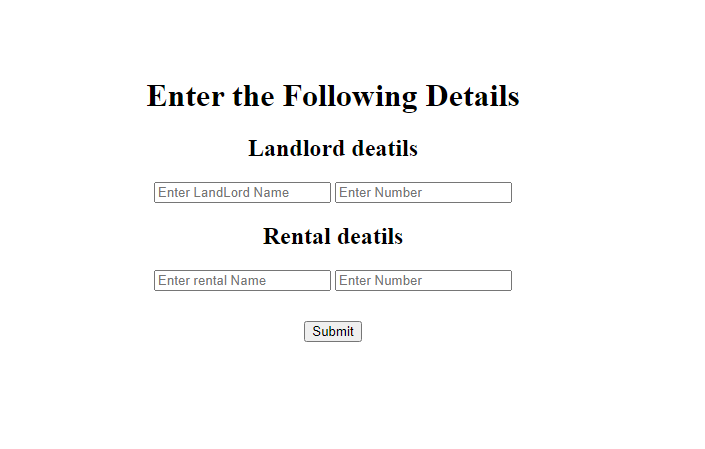 Enter the Following Details
Landlord deatils
Enter LandLord Name Enter Number
Rental deatils
Enter rental Name Enter Number
Submit